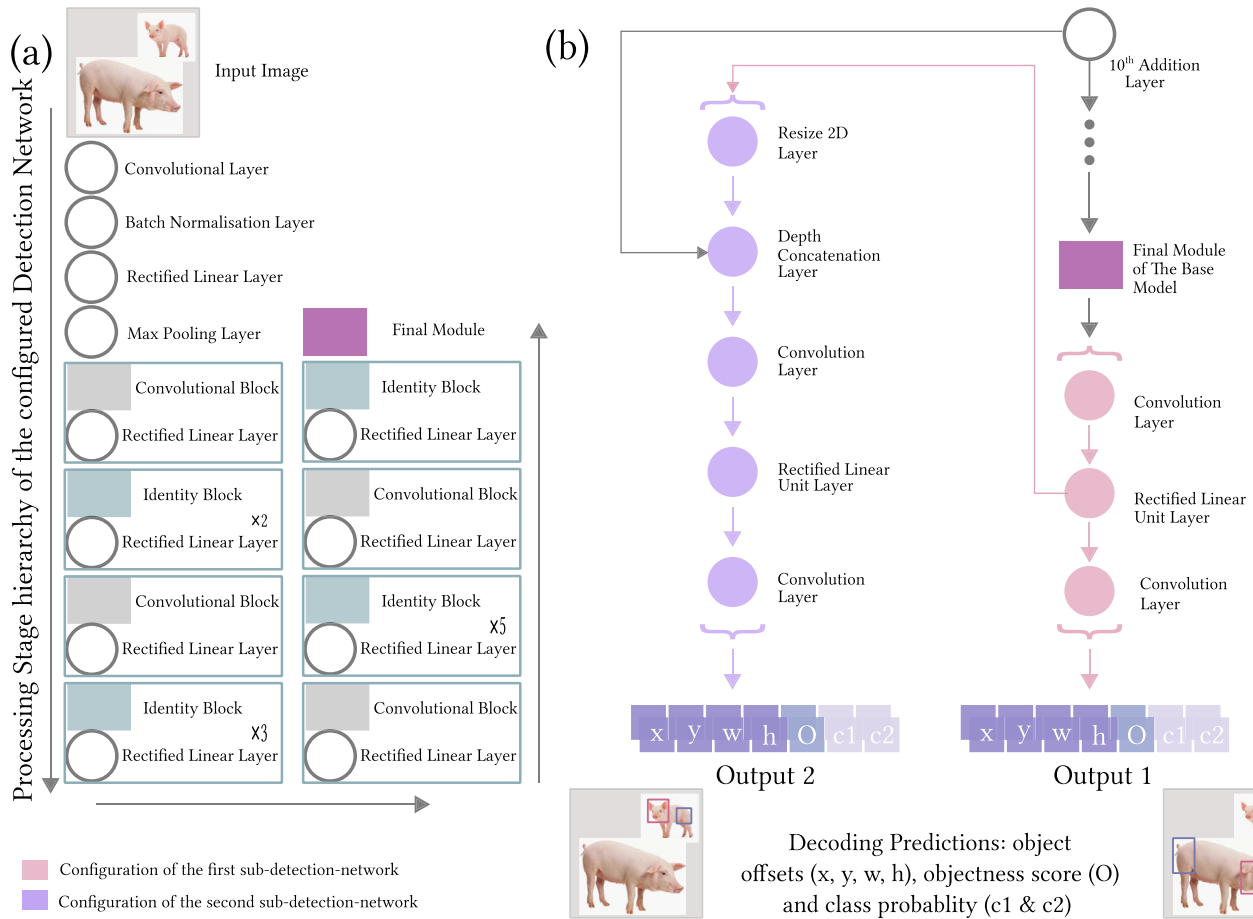 (a)
Processing Stage hierarchy of the configured Detection Network
Input Image
Convolutional Layer
Batch Normalisation Layer
Rectified Linear Layer
Max Pooling Layer
Convolutional Block
Rectified Linear Layer
Identity Block
x2
Rectified Linear Layer
Convolutional Block
Rectified Linear Layer
Identity Block
x3
Rectified Linear Layer
Final Module
Identity Block
Rectified Linear Layer
Convolutional Block
Rectified Linear Layer
Identity Block
x5
Rectified Linear Layer
Convolutional Block
Rectified Linear Layer
Configuration of the first sub-detection-network
Configuration of the second sub-detection-network
(b)
10th Addition
Layer
Resize 2D
Layer
Depth
Concatenation
Layer
Convolution
Layer
Rectified Linear
Unit Layer
Convolution
Layer
x y w h O c1 c2
Output 2
Final Module
of The Base
Model
Convolution
Layer
Rectified Linear
Unit Layer
Convolution
Layer
x y w h O c1 c2
Output 1
Decoding Predictions: object
offsets (x, y, w, h), objectness score (O)
and class probablity (c1 & c2)